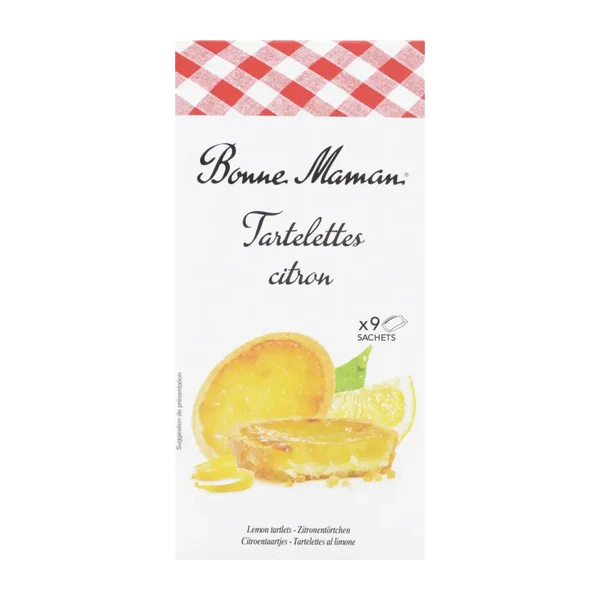 Bonne Maman®
Tartelettes
citron
x9
SACHETS
Suggestion de présentation
Lemon tartlets - Zitronentörtchen
Citroentaartjes - Tartelettes al limone